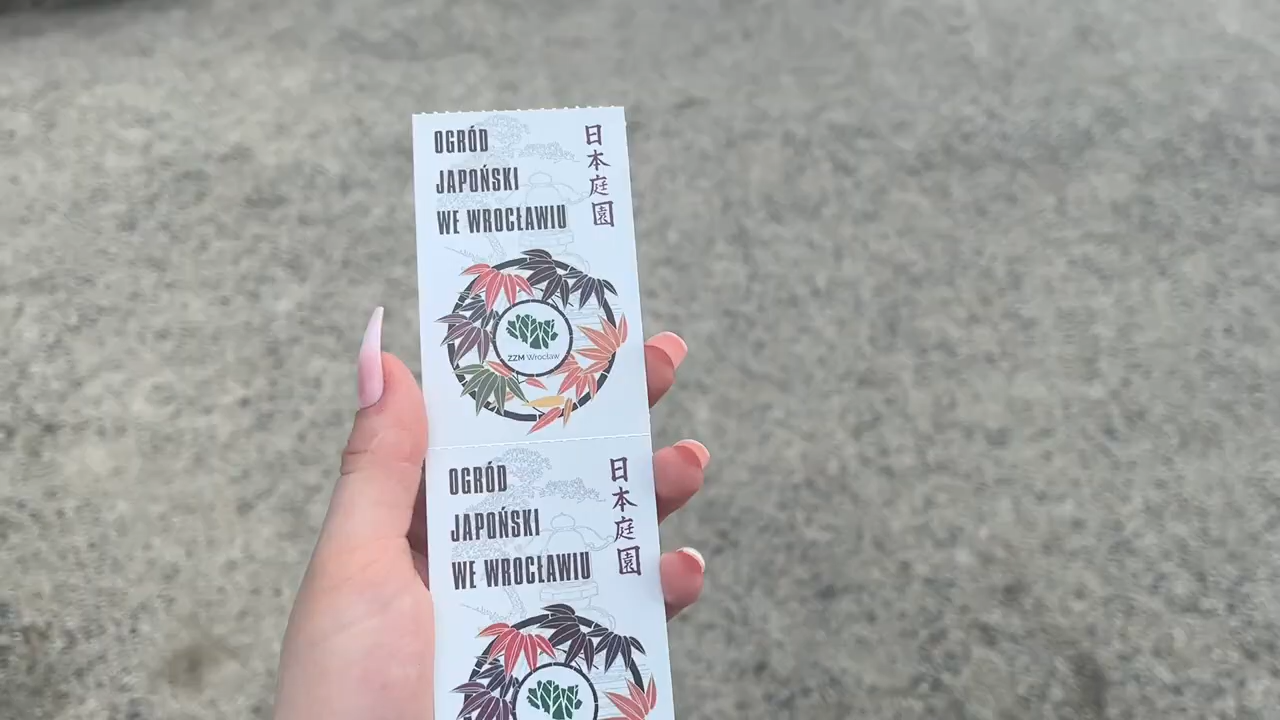 OGRÓD
JAPOŃSKI
WE WROCŁAWIU
日本庭園
ZZM Wrocław
OGRÓD
JAPOŃSKI
WE WROCŁAWIU
日本庭園